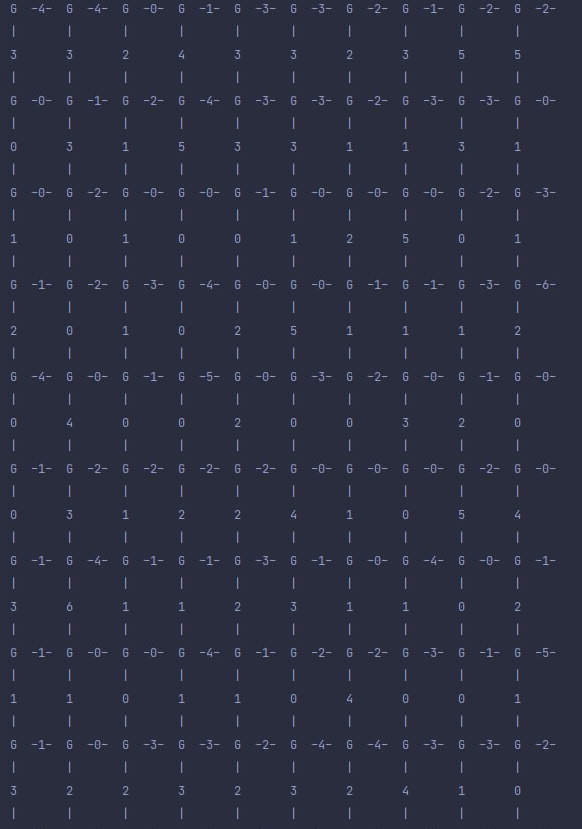 G -4- G -4- G -0- G -1- G -3- G -3- G -2- G -1- G -2- G -2-
| | | | | | | | | |
3 3 2 4 3 3 2 3 5 5
| | | | | | | | | |
G -0- G -1- G -2- G -4- G -3- G -3- G -2- G -3- G -3- G -0-
| | | | | | | | | |
0 3 1 5 3 3 1 1 3 1
| | | | | | | | | |
G -0- G -2- G -0- G -0- G -1- G -0- G -0- G -0- G -2- G -3-
| | | | | | | | | |
1 0 1 0 0 1 2 5 0 1
| | | | | | | | | |
G -1- G -2- G -3- G -4- G -0- G -0- G -1- G -1- G -3- G -6-
| | | | | | | | | |
2 0 1 0 2 5 1 1 1 2
| | | | | | | | | |
G -4- G -0- G -1- G -5- G -0- G -3- G -2- G -0- G -1- G -0-
| | | | | | | | | |
0 4 0 0 2 0 0 3 2 0
| | | | | | | | | |
G -1- G -2- G -2- G -2- G -0- G -0- G -0- G -0- G -2- G -0-
| | | | | | | | | |
0 3 1 2 2 4 1 0 5 4
| | | | | | | | | |
G -1- G -4- G -1- G -1- G -3- G -1- G -0- G -4- G -0- G -1-
| | | | | | | | | |
3 6 1 1 2 3 1 1 0 2
| | | | | | | | | |
G -1- G -0- G -0- G -4- G -1- G -2- G -2- G -3- G -1- G -5-
| | | | | | | | | |
1 1 0 1 1 0 4 0 0 1
| | | | | | | | | |
G -1- G -0- G -3- G -3- G -2- G -4- G -4- G -3- G -3- G -2-
| | | | | | | | | |
3 2 2 3 2 3 2 4 1 0
| | | | | | | | | |